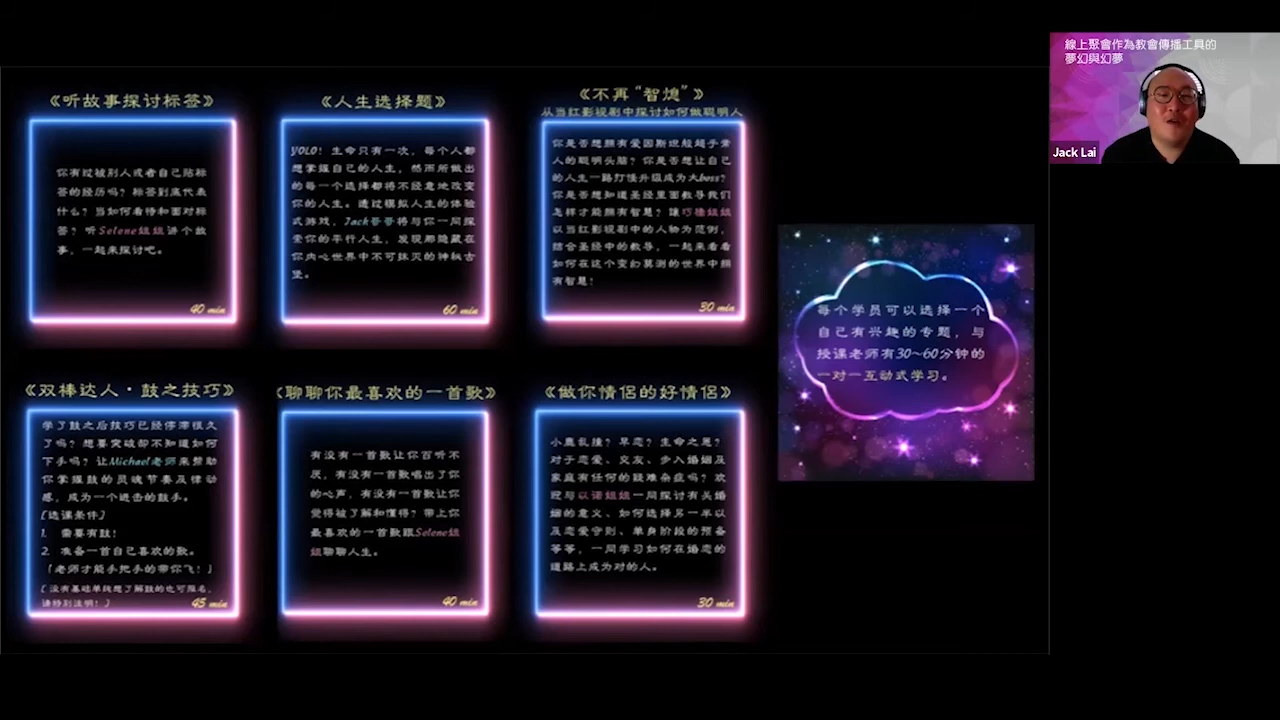 《听故事探讨标签》
你有过被别人或者自己贴标
签的经历吗？标签到底代表
什么？当如何看待和面对标
签？听Selene姐姐讲个故
事，一起来探讨吧。
40 min
《人生选择题》
YOLO！生命只有一次，每个人都
想掌握自己的人生，然而所做出
的每一个选择都将不经意地改变
你的人生。透过模拟人生的体验
式游戏，Jack哥哥将与你一同探
索你的平行人生，发现那隐藏在
你内心世界中不可抹灭的神秘古
堡。
60 min
《不再“智熄”》
从当红影视剧中探讨如何做聪明人
你是否想拥有爱因斯坦般超乎常
人的聪明头脑？你是否想让自己
的人生一路打怪升级成为大boss？
你是否想知道圣经里面教导我们
怎样才能拥有智慧？讓巧橦姐姐
以当红影视剧中的人物为范例，
结合圣经中的教导，一起来看看
如何在这个变幻莫测的世界中拥
有智慧！
30 min
《双棒达人·鼓之技巧》
学了鼓之后技巧已经停滞很久
了吗？想要突破却不知道如何
下手吗？让Michael老师来帮助
你掌握鼓的灵魂节奏及律动
感，成为一个进击的鼓手。
[选课条件]
1. 需要有鼓！
2. 准备一首自己喜欢的歌。
「老师才能手把手的带你飞！」
[没有基础单纯想了解鼓的也可报名，
请特别注明！]
45 min
《聊聊你最喜欢的一首歌》
有没有一首歌让你百听不
厌，有没有一首歌唱出了你
的心声，有没有一首歌让你
觉得被了解和懂得？带上你
最喜欢的一首歌跟Selene姐
姐聊聊人生。
40 min
《做你情侣的好情侣》
小鹿乱撞？早恋？生命之恩？
对于恋爱、交友、步入婚姻及
家庭有任何的疑难杂症吗？欢
迎与以诺姐姐一同探讨有关婚
姻的意义、如何选择另一半以
及恋爱守则、单身阶段的预备
等等，一同学习如何在婚恋的
道路上成为对的人。
30 min
每个学员可以选择一个
自己有兴趣的专题，与
授课老师有30～60分钟的
一对一互动式学习。
線上聚會作為教會傳播工具的
夢幻與幻夢
Jack Lai